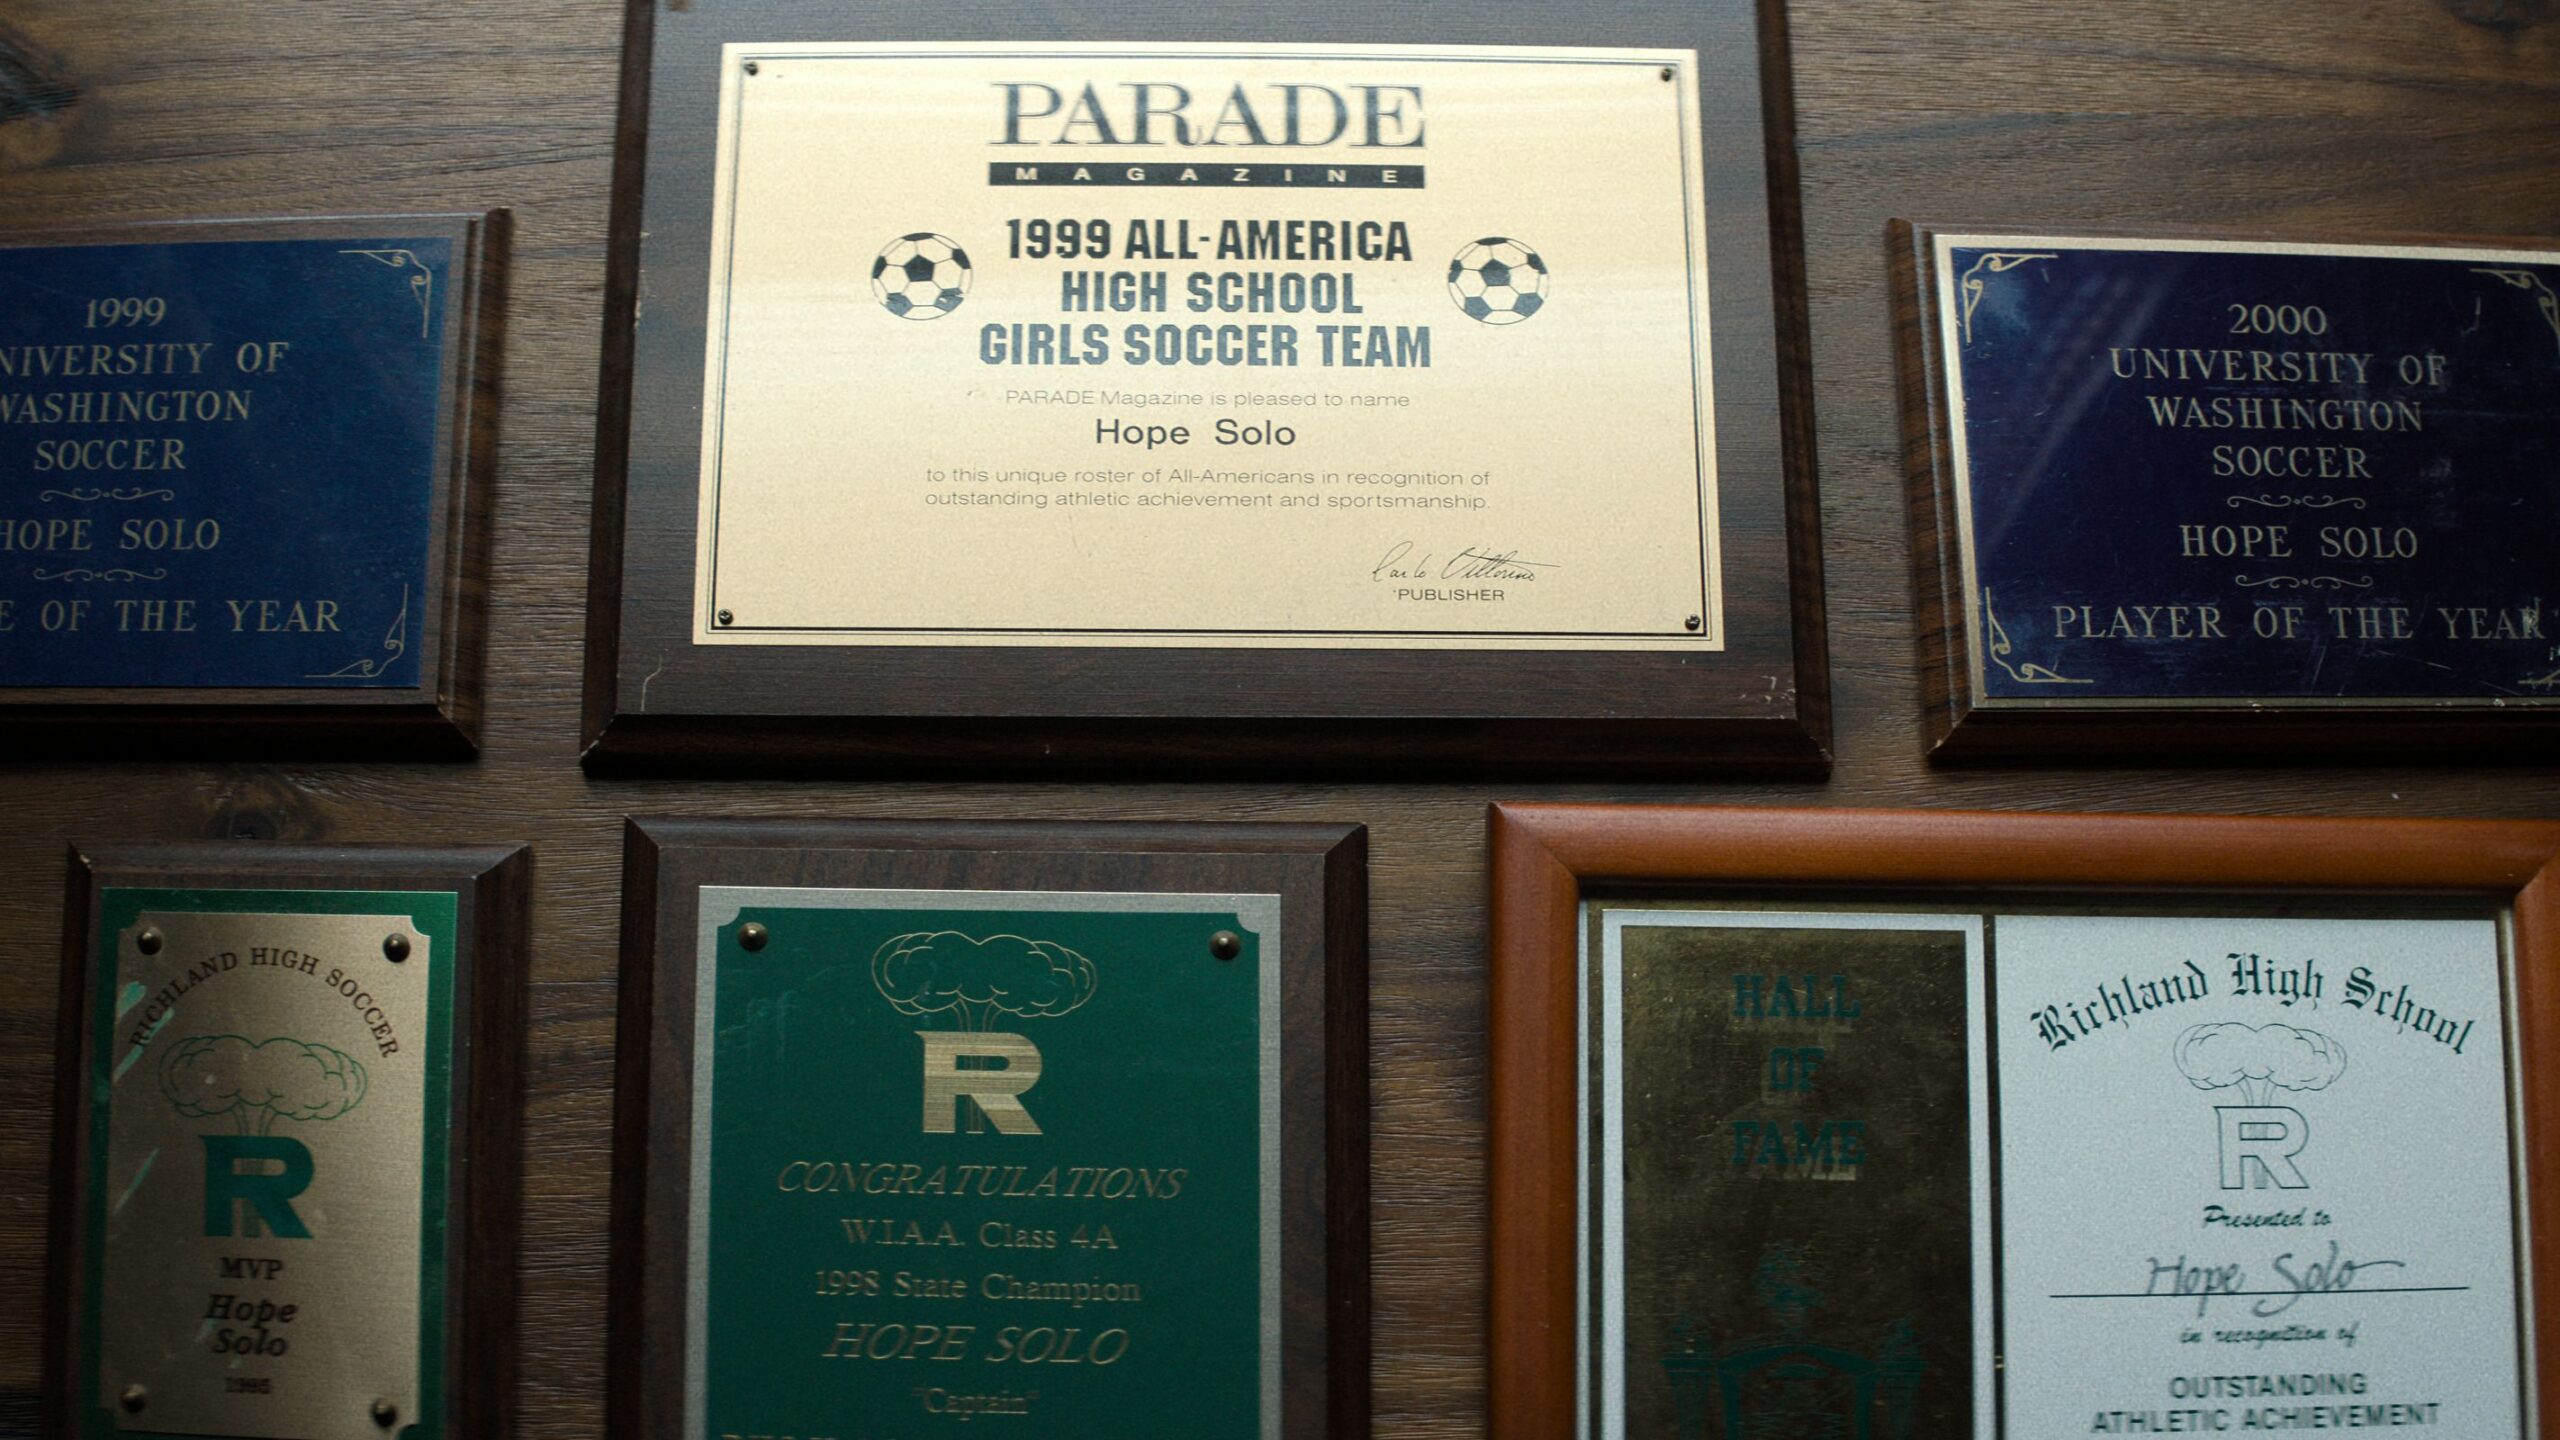 1999
NIVERSITY OF
WASHINGTON
SOCCER
HOPE SOLO
E OF THE YEAR
PARADE
MAGAZINE
1999 ALL-AMERICA
HIGH SCHOOL
GIRLS SOCCER TEAM
PARADE Magazine is pleased to name
Hope Solo
to this unique roster of All-Americans in recognition of
outstanding athletic achievement and sportsmanship.
PUBLISHER
2000
UNIVERSITY OF
WASHINGTON
SOCCER
HOPE SOLO
PLAYER OF THE YEAR
RICHLAND HIGH SOCCER
R
MVP
Hope
Solo
R
CONGRATULATIONS
W.I.A.A. Class 4A
1998 State Champion
HOPE SOLO
"Captain"
HALL
OF
FAME
Richland High School
R
Presented to
Hope Solo
in recognition of
OUTSTANDING
ATHLETIC ACHIEVEMENT